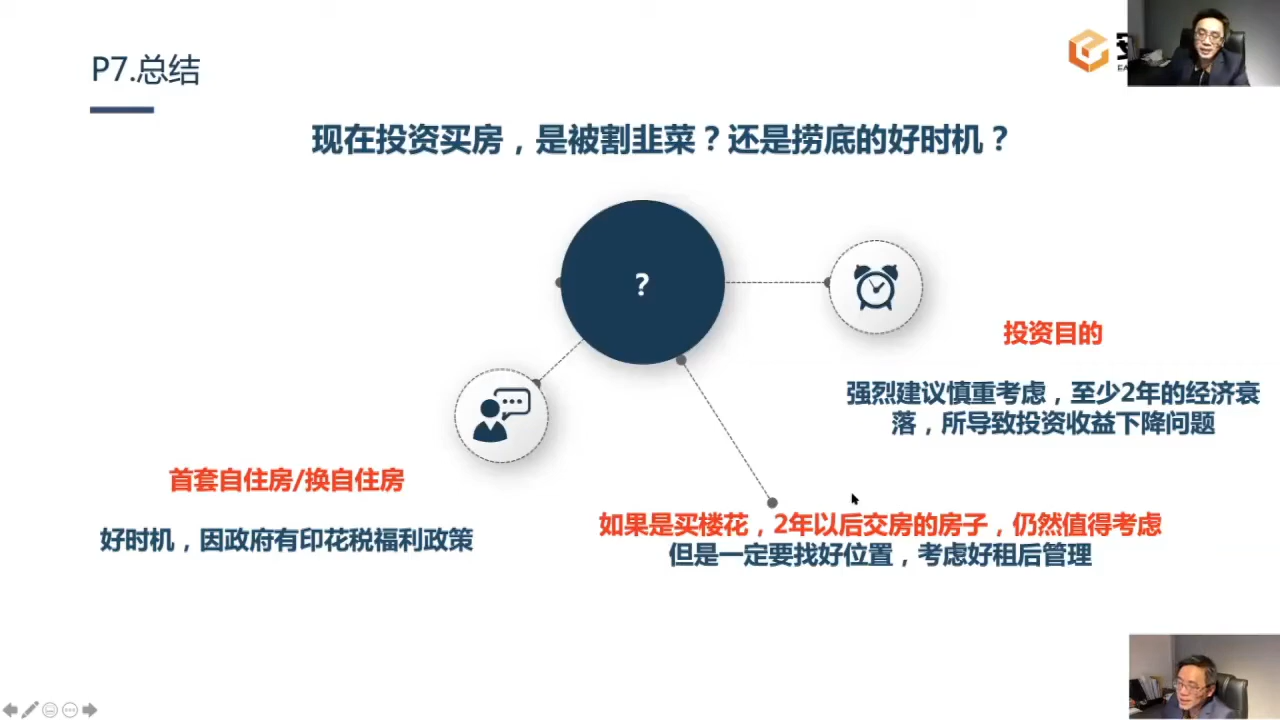 P7.总结
现在投资买房，是被割韭菜？还是捞底的好时机？
?
投资目的
强烈建议慎重考虑，至少2年的经济衰
落，所导致投资收益下降问题
首套自住房/换自住房
好时机，因政府有印花税福利政策
如果是买楼花，2年以后交房的房子，仍然值得考虑
但是一定要找好位置，考虑好租后管理